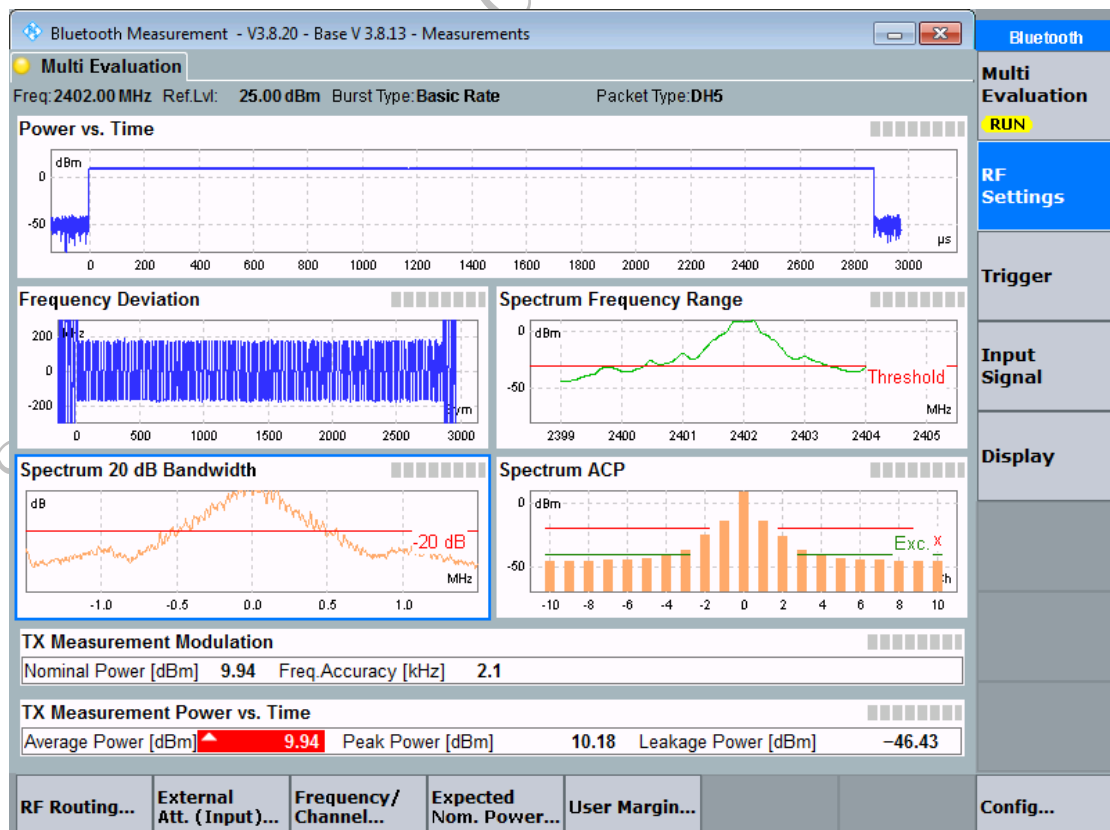 Bluetooth Measurement - V3.8.20 - Base V 3.8.13 - Measurements
Bluetooth
Multi Evaluation
Multi Evaluation
RUN
Freq: 2402.00 MHz Ref.Lvl: 25.00 dBm Burst Type: Basic Rate Packet Type: DH5
Power vs. Time
dBm
0
-50
µs
0 200 400 600 800 1000 1200 1400 1600 1800 2000 2200 2400 2600 2800 3000
RF Settings
Trigger
Frequency Deviation
200
0
-200
0 500 1000 1500 2000 2500 3000
Spectrum Frequency Range
0 dBm
-50
Threshold
MHz
2399 2400 2401 2402 2403 2404 2405
Input Signal
Display
Spectrum 20 dB Bandwidth
dB
-20 dB
MHz
-1.0 -0.5 0.0 0.5 1.0
Spectrum ACP
0 dBm
-50
Exc. x
-10 -8 -6 -4 -2 0 2 4 6 8 10
TX Measurement Modulation
Nominal Power [dBm] 9.94 Freq.Accuracy [kHz] 2.1
TX Measurement Power vs. Time
Average Power [dBm] 9.94 Peak Power [dBm] 10.18 Leakage Power [dBm] −46.43
RF Routing...
External Att. (Input)...
Frequency/ Channel...
Expected Nom. Power...
User Margin...
Config...